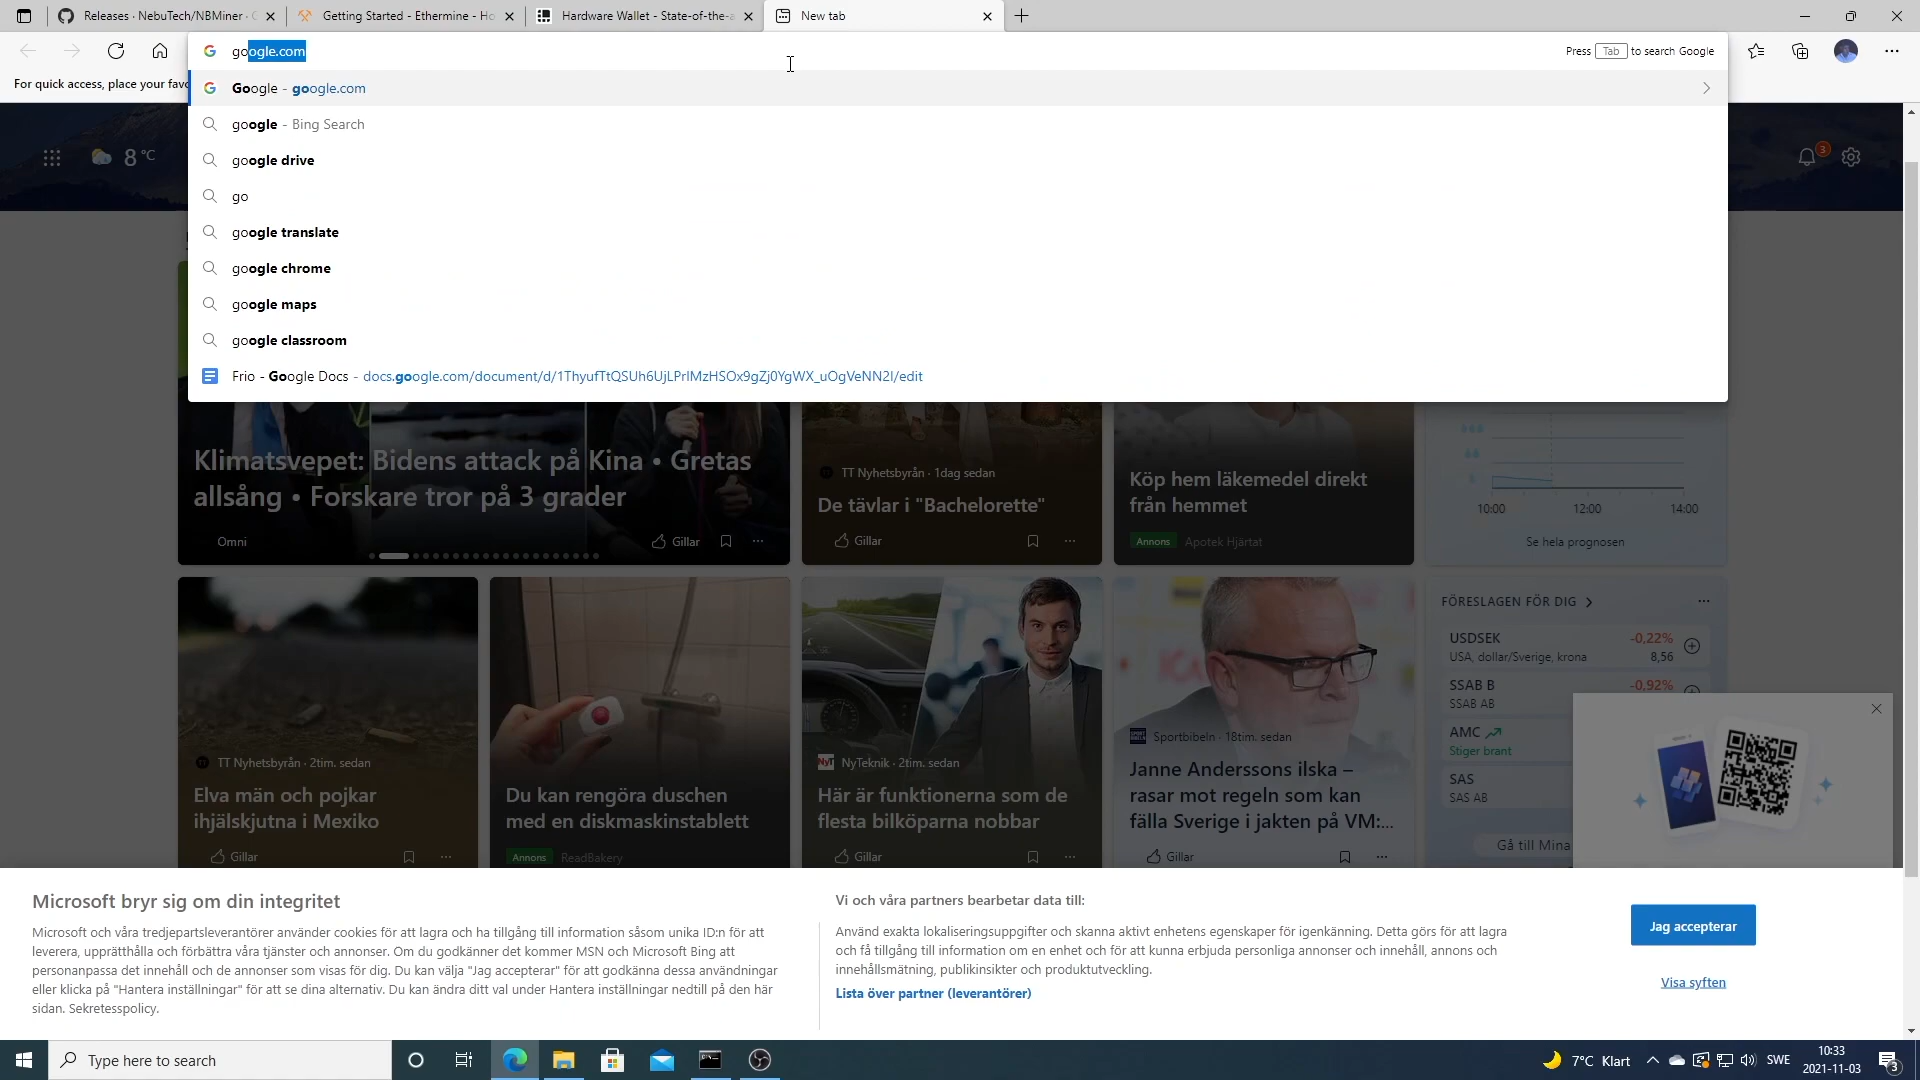 Releases · NebuTech/NBMiner ·
Getting Started - Ethermine - Ho
Hardware Wallet - State-of-the-a
New tab
google.com
Press Tab to search Google
For quick access, place your favo
Google - google.com
google - Bing Search
google drive
go
google translate
google chrome
google maps
google classroom
Frio - Google Docs - docs.google.com/document/d/1ThyufTtQSUh6UjLPrIMzHSOx9gZj0YgWX_uOgVeNN2I/edit
8 °C
3
Klimatsvepet: Bidens attack på Kina • Gretas
allsång • Forskare tror på 3 grader
Omni
Gillar
TT Nyhetsbyrån · 1dag sedan
De tävlar i "Bachelorette"
Gillar
Köp hem läkemedel direkt
från hemmet
Annons Apotek Hjärtat
10:00 12:00 14:00
Se hela prognosen
TT Nyhetsbyrån · 2tim. sedan
Elva män och pojkar
ihjälskjutna i Mexiko
Gillar
Du kan rengöra duschen
med en diskmaskinstablett
Annons ReadBakery
NyTeknik · 2tim. sedan
Här är funktionerna som de
flesta bilköparna nobbar
Gillar
Sportbibeln · 18tim. sedan
Janne Anderssons ilska –
rasar mot regeln som kan
fälla Sverige i jakten på VM:...
Gillar
FÖRESLAGEN FÖR DIG
USDSEK -0,22%
USA, dollar/Sverige, krona 8,56
SSAB B -0,92%
SSAB AB
AMC
Stiger brant
SAS
SAS AB
Gå till Mina
Microsoft bryr sig om din integritet
Microsoft och våra tredjepartsleverantörer använder cookies för att lagra och ha tillgång till information såsom unika ID:n för att
leverera, upprätthålla och förbättra våra tjänster och annonser. Om du godkänner det kommer MSN och Microsoft Bing att
personanpassa det innehåll och de annonser som visas för dig. Du kan välja "Jag accepterar" för att godkänna dessa användningar
eller klicka på "Hantera inställningar" för att se dina alternativ. Du kan ändra ditt val under Hantera inställningar nedtill på den här
sidan. Sekretesspolicy.
Vi och våra partners bearbetar data till:
Använd exakta lokaliseringsuppgifter och skanna aktivt enhetens egenskaper för igenkänning. Detta görs för att lagra
och få tillgång till information om en enhet och för att kunna erbjuda personliga annonser och innehåll, annons och
innehållsmätning, publikinsikter och produktutveckling.
Lista över partner (leverantörer)
Jag accepterar
Visa syften
Type here to search
7°C Klart
SWE
10:33
2021-11-03
3